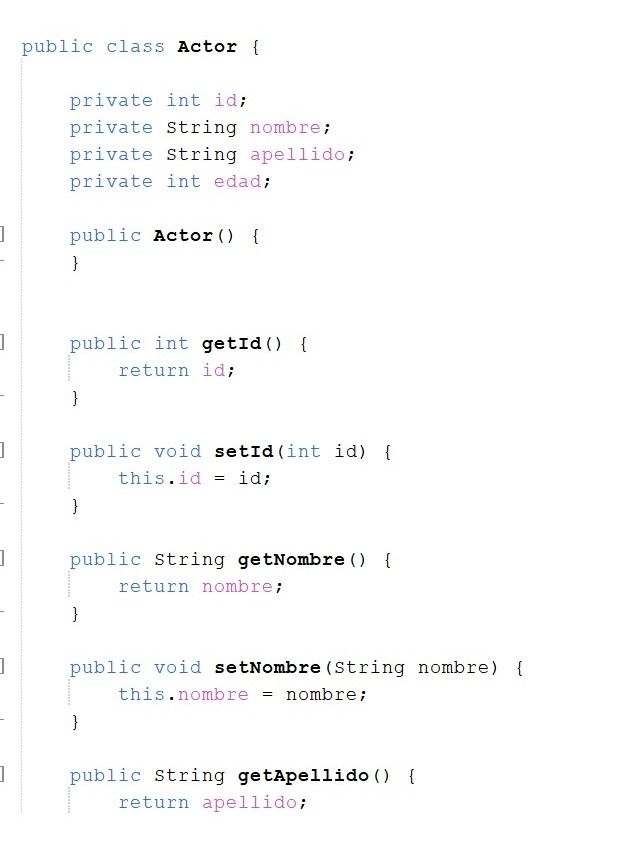 public class Actor {
private int id;
private String nombre;
private String apellido;
private int edad;
public Actor() {
}
public int getId() {
return id;
}
public void setId(int id) {
this.id = id;
}
public String getNombre() {
return nombre;
}
public void setNombre(String nombre) {
this.nombre = nombre;
}
public String getApellido() {
return apellido;